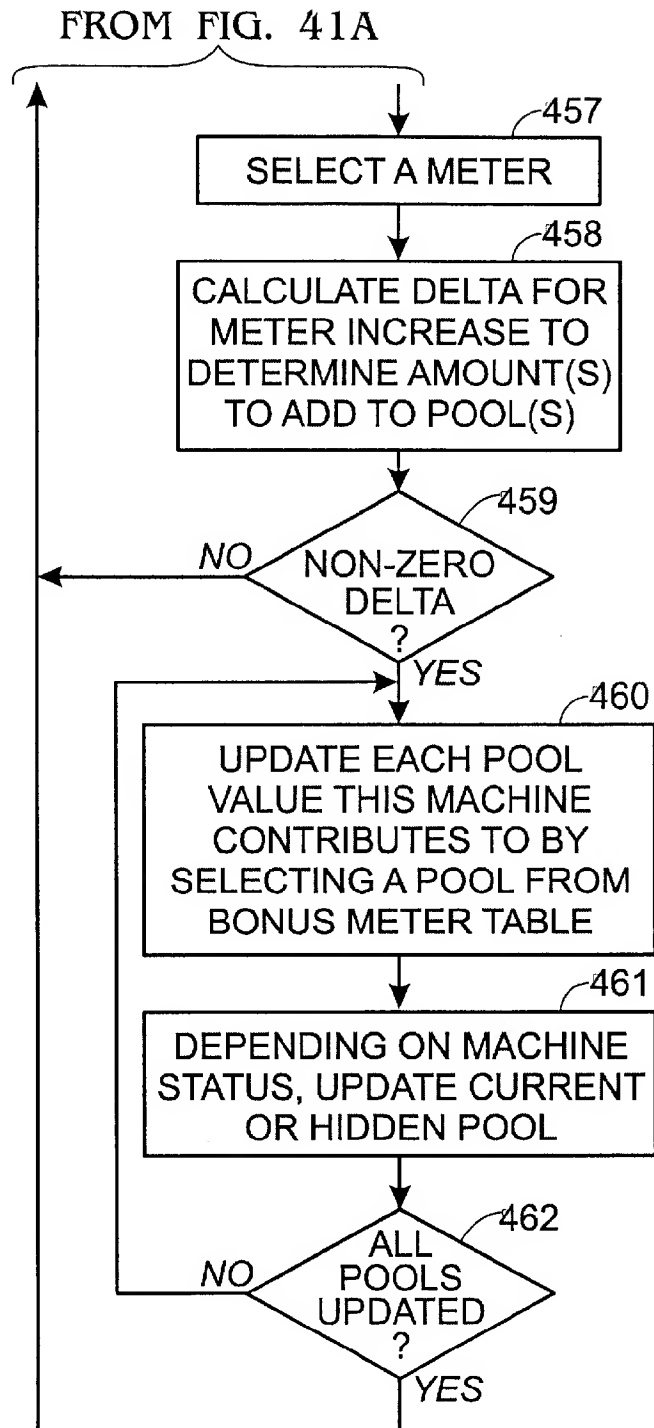 FROM FIG. 41A
457
SELECT A METER
458
CALCULATE DELTA FOR
METER INCREASE TO
DETERMINE AMOUNT(S)
TO ADD TO POOL(S)
459
NO
NON-ZERO
DELTA
?
YES
460
UPDATE EACH POOL
VALUE THIS MACHINE
CONTRIBUTES TO BY
SELECTING A POOL FROM
BONUS METER TABLE
461
DEPENDING ON MACHINE
STATUS, UPDATE CURRENT
OR HIDDEN POOL
462
NO
ALL
POOLS
UPDATED
?
YES